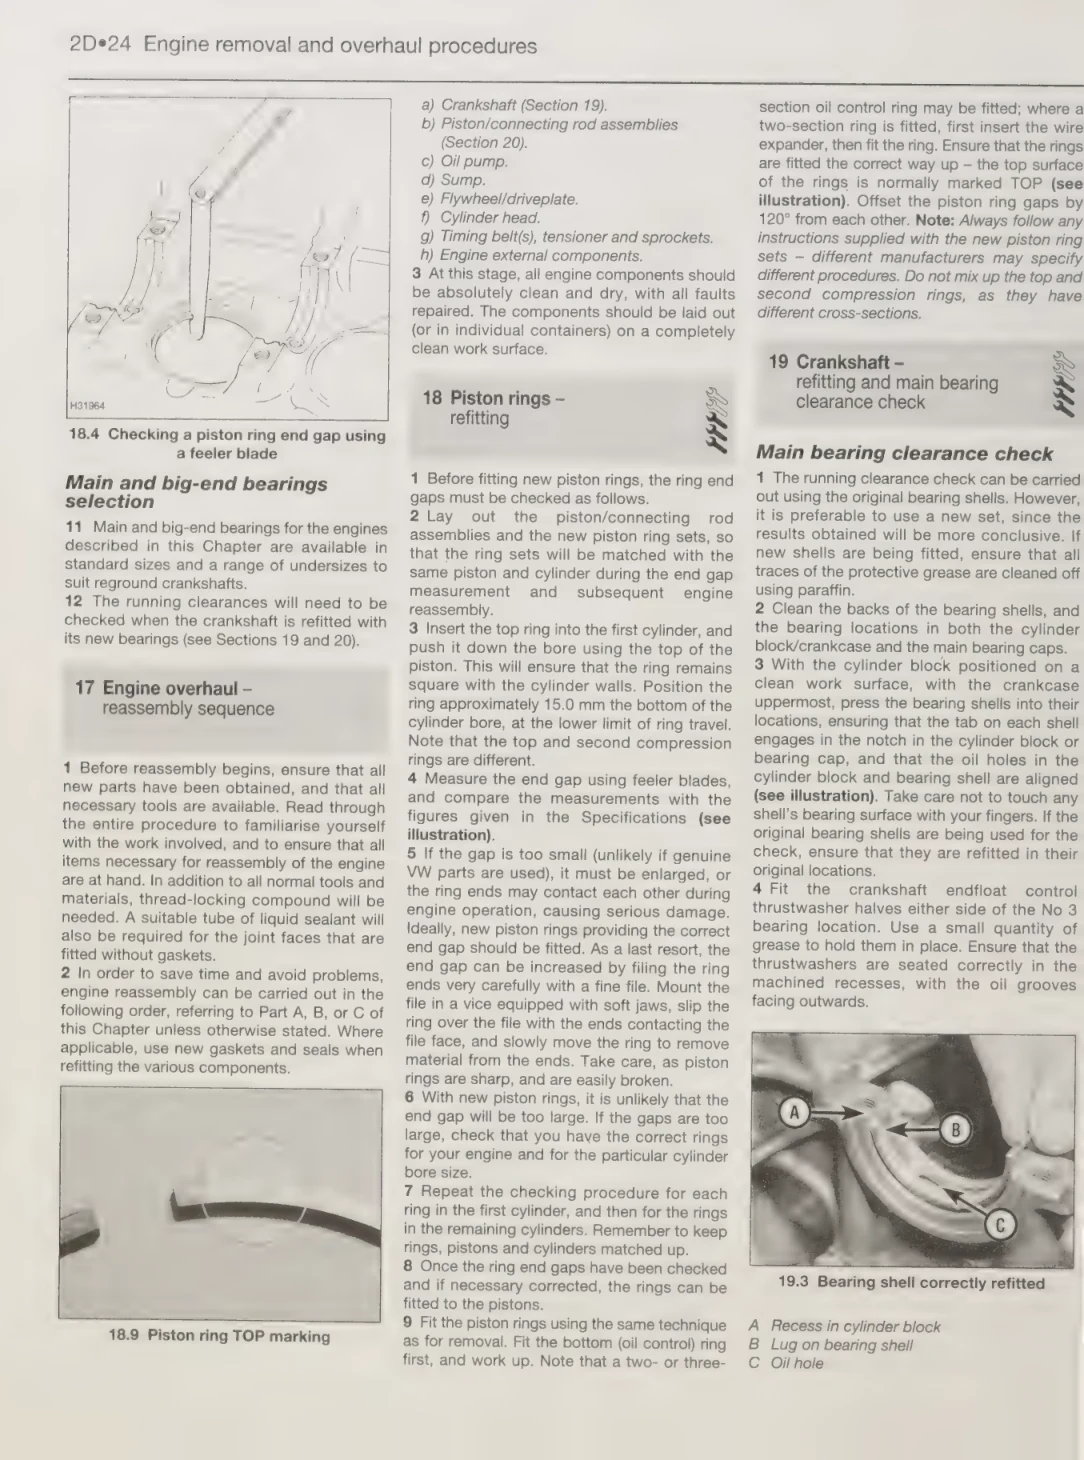 2D•24 Engine removal and overhaul procedures
H31964
18.4 Checking a piston ring end gap using
a feeler blade
Main and big-end bearings
selection
11 Main and big-end bearings for the engines
described in this Chapter are available in
standard sizes and a range of undersizes to
suit reground crankshafts.
12 The running clearances will need to be
checked when the crankshaft is refitted with
its new bearings (see Sections 19 and 20).
17 Engine overhaul –
reassembly sequence
1 Before reassembly begins, ensure that all
new parts have been obtained, and that all
necessary tools are available. Read through
the entire procedure to familiarise yourself
with the work involved, and to ensure that all
items necessary for reassembly of the engine
are at hand. In addition to all normal tools and
materials, thread-locking compound will be
needed. A suitable tube of liquid sealant will
also be required for the joint faces that are
fitted without gaskets.
2 In order to save time and avoid problems,
engine reassembly can be carried out in the
following order, referring to Part A, B, or C of
this Chapter unless otherwise stated. Where
applicable, use new gaskets and seals when
refitting the various components.
18.9 Piston ring TOP marking
a) Crankshaft (Section 19).
b) Piston/connecting rod assemblies
(Section 20).
c) Oil pump.
d) Sump.
e) Flywheel/driveplate.
f) Cylinder head.
g) Timing belt(s), tensioner and sprockets.
h) Engine external components.
3 At this stage, all engine components should
be absolutely clean and dry, with all faults
repaired. The components should be laid out
(or in individual containers) on a completely
clean work surface.
18 Piston rings –
refitting
1 Before fitting new piston rings, the ring end
gaps must be checked as follows.
2 Lay out the piston/connecting rod
assemblies and the new piston ring sets, so
that the ring sets will be matched with the
same piston and cylinder during the end gap
measurement and subsequent engine
reassembly.
3 Insert the top ring into the first cylinder, and
push it down the bore using the top of the
piston. This will ensure that the ring remains
square with the cylinder walls. Position the
ring approximately 15.0 mm the bottom of the
cylinder bore, at the lower limit of ring travel.
Note that the top and second compression
rings are different.
4 Measure the end gap using feeler blades,
and compare the measurements with the
figures given in the Specifications (see
illustration).
5 If the gap is too small (unlikely if genuine
VW parts are used), it must be enlarged, or
the ring ends may contact each other during
engine operation, causing serious damage.
Ideally, new piston rings providing the correct
end gap should be fitted. As a last resort, the
end gap can be increased by filing the ring
ends very carefully with a fine file. Mount the
file in a vice equipped with soft jaws, slip the
ring over the file with the ends contacting the
file face, and slowly move the ring to remove
material from the ends. Take care, as piston
rings are sharp, and are easily broken.
6 With new piston rings, it is unlikely that the
end gap will be too large. If the gaps are too
large, check that you have the correct rings
for your engine and for the particular cylinder
bore size.
7 Repeat the checking procedure for each
ring in the first cylinder, and then for the rings
in the remaining cylinders. Remember to keep
rings, pistons and cylinders matched up.
8 Once the ring end gaps have been checked
and if necessary corrected, the rings can be
fitted to the pistons.
9 Fit the piston rings using the same technique
as for removal. Fit the bottom (oil control) ring
first, and work up. Note that a two- or three-
section oil control ring may be fitted; where a
two-section ring is fitted, first insert the wire
expander, then fit the ring. Ensure that the rings
are fitted the correct way up – the top surface
of the rings is normally marked TOP (see
illustration). Offset the piston ring gaps by
120° from each other. Note: Always follow any
instructions supplied with the new piston ring
sets – different manufacturers may specify
different procedures. Do not mix up the top and
second compression rings, as they have
different cross-sections.
19 Crankshaft –
refitting and main bearing
clearance check
Main bearing clearance check
1 The running clearance check can be carried
out using the original bearing shells. However,
it is preferable to use a new set, since the
results obtained will be more conclusive. If
new shells are being fitted, ensure that all
traces of the protective grease are cleaned off
using paraffin.
2 Clean the backs of the bearing shells, and
the bearing locations in both the cylinder
block/crankcase and the main bearing caps.
3 With the cylinder block positioned on a
clean work surface, with the crankcase
uppermost, press the bearing shells into their
locations, ensuring that the tab on each shell
engages in the notch in the cylinder block or
bearing cap, and that the oil holes in the
cylinder block and bearing shell are aligned
(see illustration). Take care not to touch any
shell's bearing surface with your fingers. If the
original bearing shells are being used for the
check, ensure that they are refitted in their
original locations.
4 Fit the crankshaft endfloat control
thrustwasher halves either side of the No 3
bearing location. Use a small quantity of
grease to hold them in place. Ensure that the
thrustwashers are seated correctly in the
machined recesses, with the oil grooves
facing outwards.
A
B
C
19.3 Bearing shell correctly refitted
A Recess in cylinder block
B Lug on bearing shell
C Oil hole